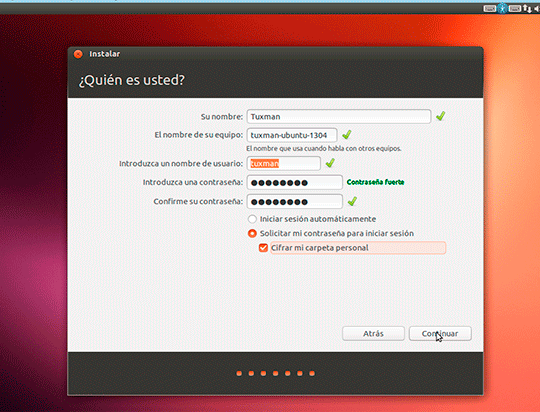 Instalar
¿Quién es usted?
Su nombre: Tuxman
El nombre de su equipo: tuxman-ubuntu-1304
El nombre que usa cuando habla con otros equipos.
Introduzca un nombre de usuario: tuxman
Introduzca una contraseña: ●●●●●●●● Contraseña fuerte
Confirme su contraseña: ●●●●●●●●
Iniciar sesión automáticamente
Solicitar mi contraseña para iniciar sesión
Cifrar mi carpeta personal
Atrás Continuar